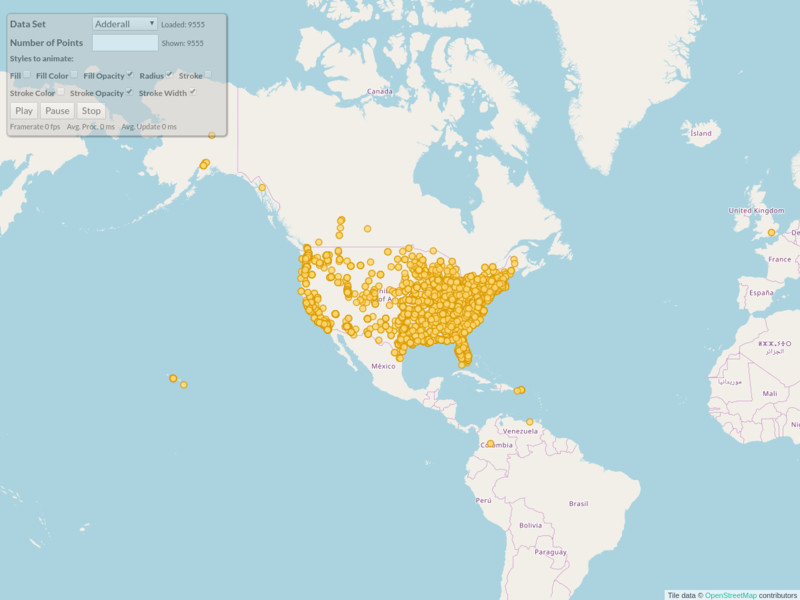 Data Set Adderall Loaded: 9555
Number of Points Shown: 9555
Styles to animate:
Fill Fill Color Fill Opacity Radius Stroke
Stroke Color Stroke Opacity Stroke Width
Play Pause Stop
Framerate 0 fps Avg. Proc. 0 ms Avg. Update 0 ms
Canada
Ísland
United Kingdom
De
France
España
ⵍⵣⵣⴰⵢⴻⵔ
الجزائر
México
موريتانيا
Mali
Ni
Venezuela
Colombia
Perú
Brasil
Bolivia
Paraguay
Tile data © OpenStreetMap contributors